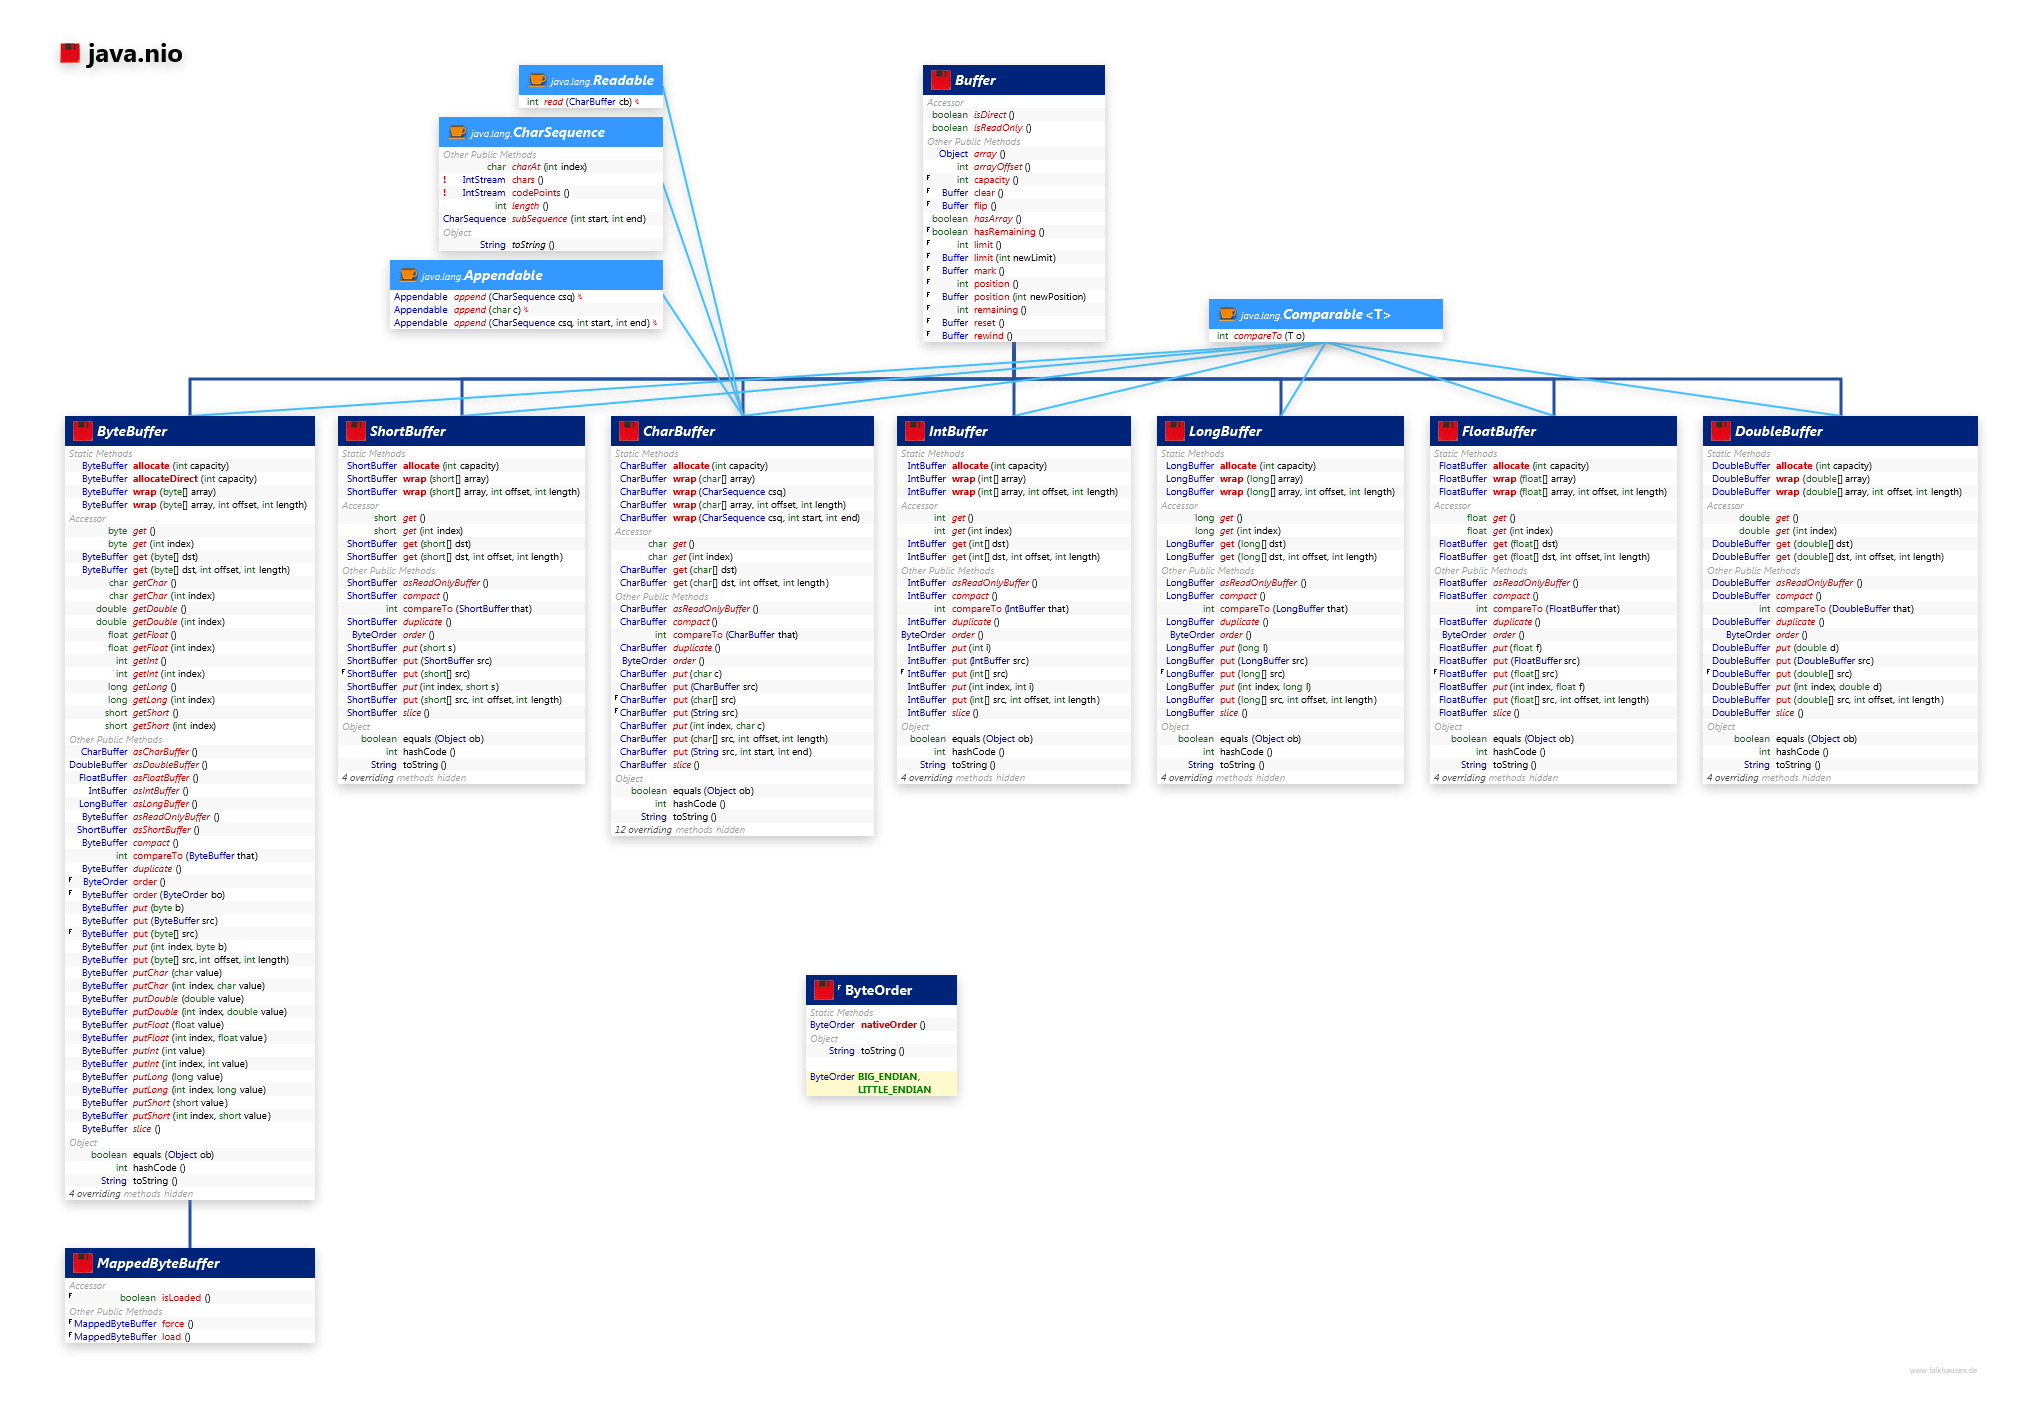 java.nio
java.lang.Readable
int read (CharBuffer cb)
java.lang.CharSequence
Other Public Methods
char charAt (int index)
! IntStream chars ()
! IntStream codePoints ()
int length ()
CharSequence subSequence (int start, int end)
Object
String toString ()
java.lang.Appendable
Appendable append (CharSequence csq)
Appendable append (char c)
Appendable append (CharSequence csq, int start, int end)
Buffer
Accessor
boolean isDirect ()
boolean isReadOnly ()
Other Public Methods
Object array ()
int arrayOffset ()
F int capacity ()
F Buffer clear ()
F Buffer flip ()
boolean hasArray ()
F boolean hasRemaining ()
F int limit ()
F Buffer limit (int newLimit)
F Buffer mark ()
F int position ()
F Buffer position (int newPosition)
F int remaining ()
F Buffer reset ()
F Buffer rewind ()
java.lang.Comparable <T>
int compareTo (T o)
ByteBuffer
Static Methods
ByteBuffer allocate (int capacity)
ByteBuffer allocateDirect (int capacity)
ByteBuffer wrap (byte[] array)
ByteBuffer wrap (byte[] array, int offset, int length)
Accessor
byte get ()
byte get (int index)
ByteBuffer get (byte[] dst)
ByteBuffer get (byte[] dst, int offset, int length)
char getChar ()
char getChar (int index)
double getDouble ()
double getDouble (int index)
float getFloat ()
float getFloat (int index)
int getInt ()
int getInt (int index)
long getLong ()
long getLong (int index)
short getShort ()
short getShort (int index)
Other Public Methods
CharBuffer asCharBuffer ()
DoubleBuffer asDoubleBuffer ()
FloatBuffer asFloatBuffer ()
IntBuffer asIntBuffer ()
LongBuffer asLongBuffer ()
ByteBuffer asReadOnlyBuffer ()
ShortBuffer asShortBuffer ()
ByteBuffer compact ()
int compareTo (ByteBuffer that)
ByteBuffer duplicate ()
F ByteOrder order ()
F ByteBuffer order (ByteOrder bo)
ByteBuffer put (byte b)
ByteBuffer put (ByteBuffer src)
F ByteBuffer put (byte[] src)
ByteBuffer put (int index, byte b)
ByteBuffer put (byte[] src, int offset, int length)
ByteBuffer putChar (char value)
ByteBuffer putChar (int index, char value)
ByteBuffer putDouble (double value)
ByteBuffer putDouble (int index, double value)
ByteBuffer putFloat (float value)
ByteBuffer putFloat (int index, float value)
ByteBuffer putInt (int value)
ByteBuffer putInt (int index, int value)
ByteBuffer putLong (long value)
ByteBuffer putLong (int index, long value)
ByteBuffer putShort (short value)
ByteBuffer putShort (int index, short value)
ByteBuffer slice ()
Object
boolean equals (Object ob)
int hashCode ()
String toString ()
4 overriding methods hidden
ShortBuffer
Static Methods
ShortBuffer allocate (int capacity)
ShortBuffer wrap (short[] array)
ShortBuffer wrap (short[] array, int offset, int length)
Accessor
short get ()
short get (int index)
ShortBuffer get (short[] dst)
ShortBuffer get (short[] dst, int offset, int length)
Other Public Methods
ShortBuffer asReadOnlyBuffer ()
ShortBuffer compact ()
int compareTo (ShortBuffer that)
ShortBuffer duplicate ()
ByteOrder order ()
ShortBuffer put (short s)
ShortBuffer put (ShortBuffer src)
F ShortBuffer put (short[] src)
ShortBuffer put (int index, short s)
ShortBuffer put (short[] src, int offset, int length)
ShortBuffer slice ()
Object
boolean equals (Object ob)
int hashCode ()
String toString ()
4 overriding methods hidden
CharBuffer
Static Methods
CharBuffer allocate (int capacity)
CharBuffer wrap (char[] array)
CharBuffer wrap (CharSequence csq)
CharBuffer wrap (char[] array, int offset, int length)
CharBuffer wrap (CharSequence csq, int start, int end)
Accessor
char get ()
char get (int index)
CharBuffer get (char[] dst)
CharBuffer get (char[] dst, int offset, int length)
Other Public Methods
CharBuffer asReadOnlyBuffer ()
CharBuffer compact ()
int compareTo (CharBuffer that)
CharBuffer duplicate ()
ByteOrder order ()
CharBuffer put (char c)
CharBuffer put (CharBuffer src)
F CharBuffer put (char[] src)
F CharBuffer put (String src)
CharBuffer put (int index, char c)
CharBuffer put (char[] src, int offset, int length)
CharBuffer put (String src, int start, int end)
CharBuffer slice ()
Object
boolean equals (Object ob)
int hashCode ()
String toString ()
12 overriding methods hidden
IntBuffer
Static Methods
IntBuffer allocate (int capacity)
IntBuffer wrap (int[] array)
IntBuffer wrap (int[] array, int offset, int length)
Accessor
int get ()
int get (int index)
IntBuffer get (int[] dst)
IntBuffer get (int[] dst, int offset, int length)
Other Public Methods
IntBuffer asReadOnlyBuffer ()
IntBuffer compact ()
int compareTo (IntBuffer that)
IntBuffer duplicate ()
ByteOrder order ()
IntBuffer put (int i)
IntBuffer put (IntBuffer src)
F IntBuffer put (int[] src)
IntBuffer put (int index, int i)
IntBuffer put (int[] src, int offset, int length)
IntBuffer slice ()
Object
boolean equals (Object ob)
int hashCode ()
String toString ()
4 overriding methods hidden
LongBuffer
Static Methods
LongBuffer allocate (int capacity)
LongBuffer wrap (long[] array)
LongBuffer wrap (long[] array, int offset, int length)
Accessor
long get ()
long get (int index)
LongBuffer get (long[] dst)
LongBuffer get (long[] dst, int offset, int length)
Other Public Methods
LongBuffer asReadOnlyBuffer ()
LongBuffer compact ()
int compareTo (LongBuffer that)
LongBuffer duplicate ()
ByteOrder order ()
LongBuffer put (long l)
LongBuffer put (LongBuffer src)
F LongBuffer put (long[] src)
LongBuffer put (int index, long l)
LongBuffer put (long[] src, int offset, int length)
LongBuffer slice ()
Object
boolean equals (Object ob)
int hashCode ()
String toString ()
4 overriding methods hidden
FloatBuffer
Static Methods
FloatBuffer allocate (int capacity)
FloatBuffer wrap (float[] array)
FloatBuffer wrap (float[] array, int offset, int length)
Accessor
float get ()
float get (int index)
FloatBuffer get (float[] dst)
FloatBuffer get (float[] dst, int offset, int length)
Other Public Methods
FloatBuffer asReadOnlyBuffer ()
FloatBuffer compact ()
int compareTo (FloatBuffer that)
FloatBuffer duplicate ()
ByteOrder order ()
FloatBuffer put (float f)
FloatBuffer put (FloatBuffer src)
F FloatBuffer put (float[] src)
FloatBuffer put (int index, float f)
FloatBuffer put (float[] src, int offset, int length)
FloatBuffer slice ()
Object
boolean equals (Object ob)
int hashCode ()
String toString ()
4 overriding methods hidden
DoubleBuffer
Static Methods
DoubleBuffer allocate (int capacity)
DoubleBuffer wrap (double[] array)
DoubleBuffer wrap (double[] array, int offset, int length)
Accessor
double get ()
double get (int index)
DoubleBuffer get (double[] dst)
DoubleBuffer get (double[] dst, int offset, int length)
Other Public Methods
DoubleBuffer asReadOnlyBuffer ()
DoubleBuffer compact ()
int compareTo (DoubleBuffer that)
DoubleBuffer duplicate ()
ByteOrder order ()
DoubleBuffer put (double d)
DoubleBuffer put (DoubleBuffer src)
F DoubleBuffer put (double[] src)
DoubleBuffer put (int index, double d)
DoubleBuffer put (double[] src, int offset, int length)
DoubleBuffer slice ()
Object
boolean equals (Object ob)
int hashCode ()
String toString ()
4 overriding methods hidden
F ByteOrder
Static Methods
ByteOrder nativeOrder ()
Object
String toString ()
ByteOrder BIG_ENDIAN,
LITTLE_ENDIAN
MappedByteBuffer
Accessor
F boolean isLoaded ()
Other Public Methods
F MappedByteBuffer force ()
F MappedByteBuffer load ()
www.falkhausen.de